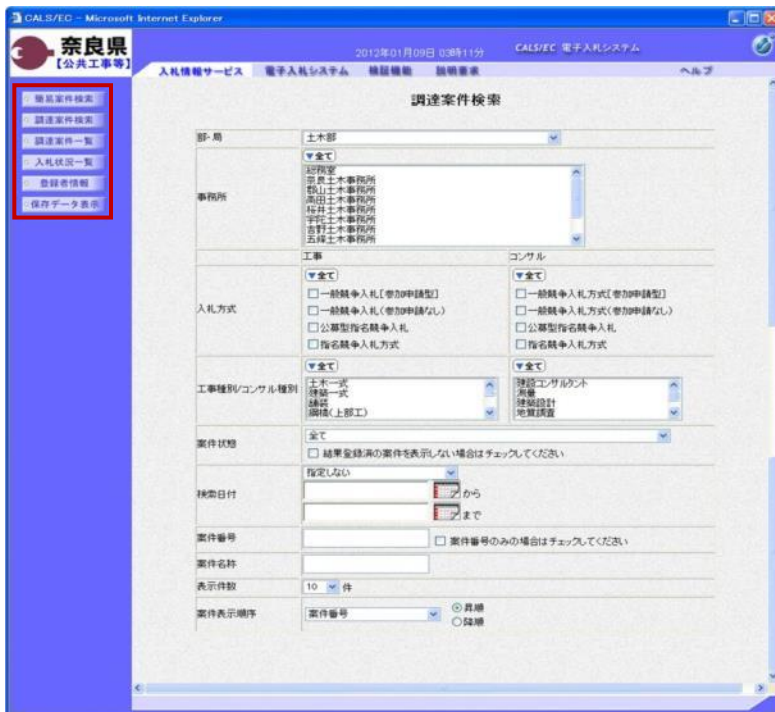 CALS/EC - Microsoft Internet Explorer
奈良県
【公共工事等】
2012年01月09日 03時11分
CALS/EC 電子入札システム
入札情報サービス 電子入札システム 検証機能 説明要求 ヘルプ
簡易案件検索
調達案件検索
調達案件一覧
入札状況一覧
登録者情報
保存データ表示
調達案件検索
部・局 土木部
事務所
▼全て
総務室
奈良土木事務所
郡山土木事務所
高田土木事務所
桜井土木事務所
宇陀土木事務所
吉野土木事務所
五條土木事務所
工事 コンサル
入札方式
▼全て ▼全て
一般競争入札[参加申請型] 一般競争入札方式[参加申請型]
一般競争入札(参加申請なし) 一般競争入札方式(参加申請なし)
公募型指名競争入札 公募型指名競争入札
指名競争入札方式 指名競争入札方式
工事種別/コンサル種別
▼全て ▼全て
土木一式 建設コンサルタント
建築一式 測量
舗装 建築設計
鋼橋(上部工) 地質調査
案件状態 全て
結果登録済の案件を表示しない場合はチェックしてください
検索日付 指定しない
から
まで
案件番号 案件番号のみの場合はチェックしてください
案件名称
表示件数 10 件
案件表示順序 案件番号 昇順
降順